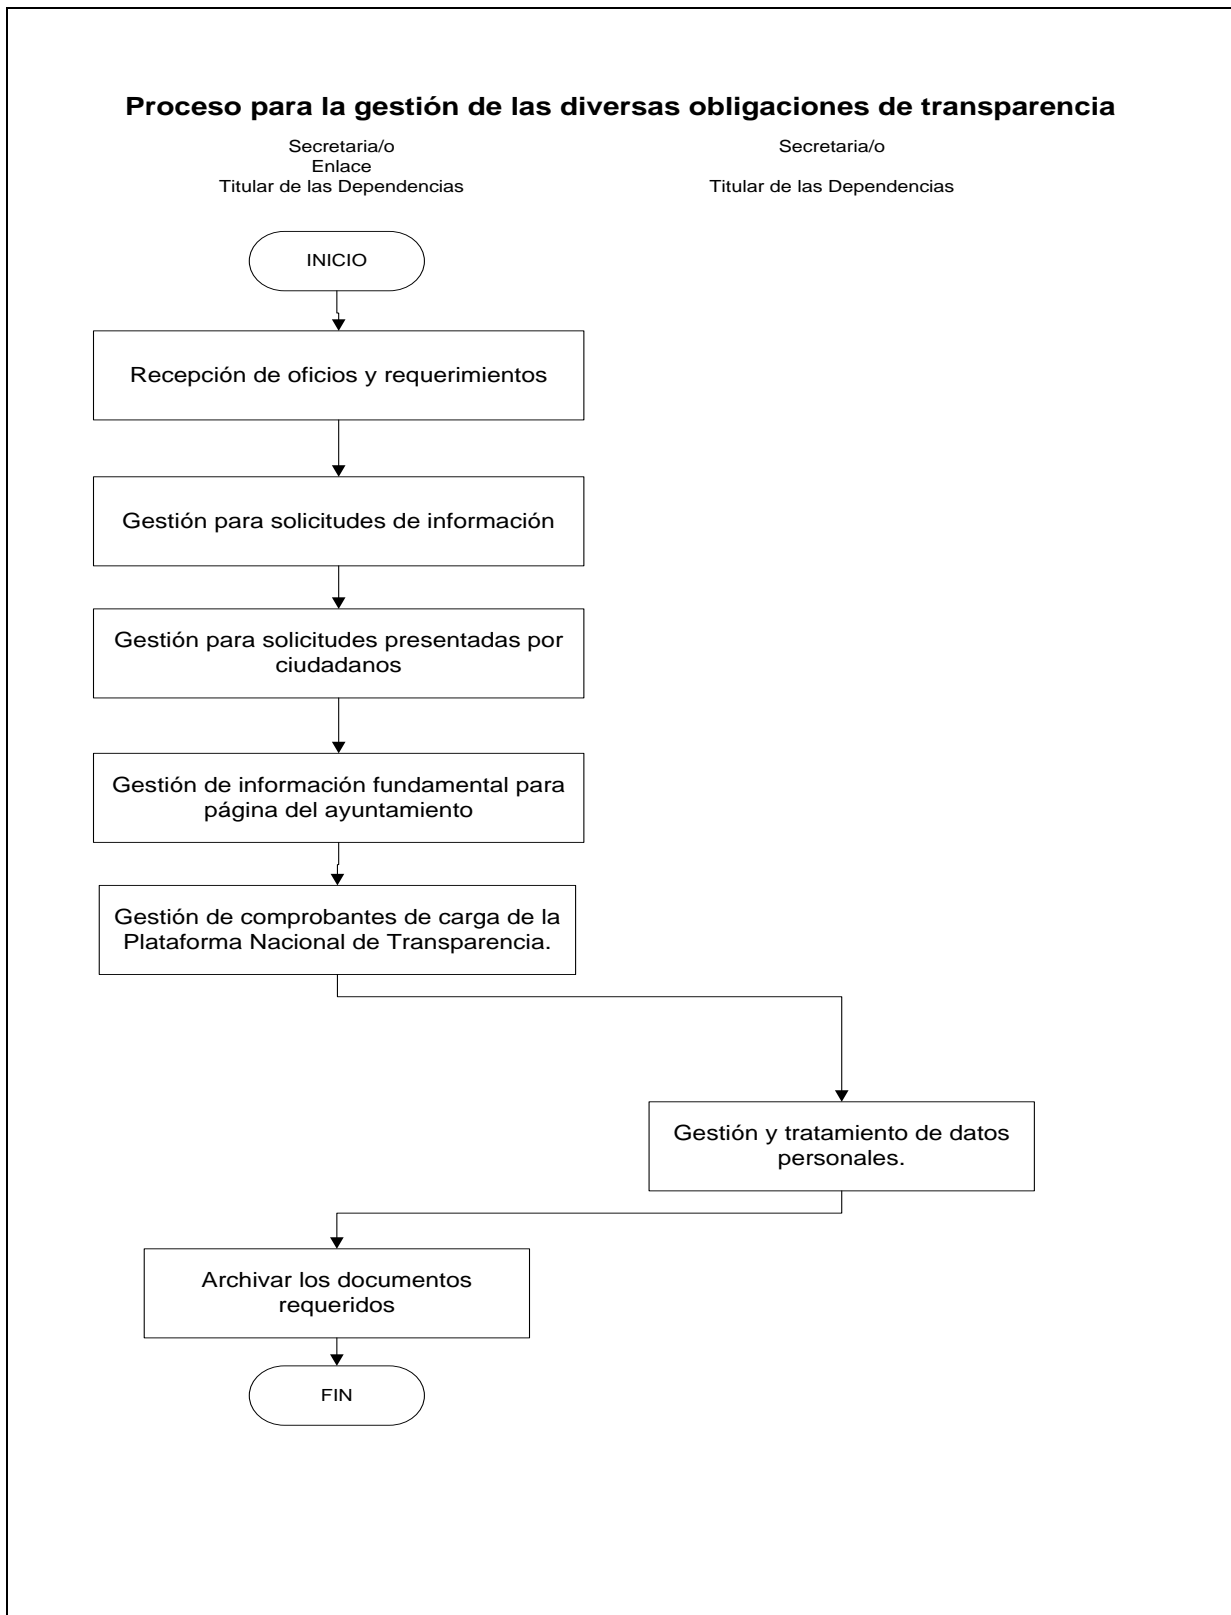 Proceso para la gestión de las diversas obligaciones de transparencia
Secretaria/o
Enlace
Titular de las Dependencias
Secretaria/o
Titular de las Dependencias
INICIO
Recepción de oficios y requerimientos
Gestión para solicitudes de información
Gestión para solicitudes presentadas por
ciudadanos
Gestión de información fundamental para
página del ayuntamiento
Gestión de comprobantes de carga de la
Plataforma Nacional de Transparencia.
Gestión y tratamiento de datos
personales.
Archivar los documentos
requeridos
FIN